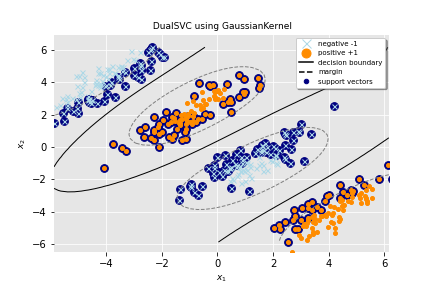 DualSVC using GaussianKernel
negative -1
positive +1
decision boundary
margin
support vectors
6
4
2
0
−2
−4
−6
x₂
−4 −2 0 2 4 6
x₁